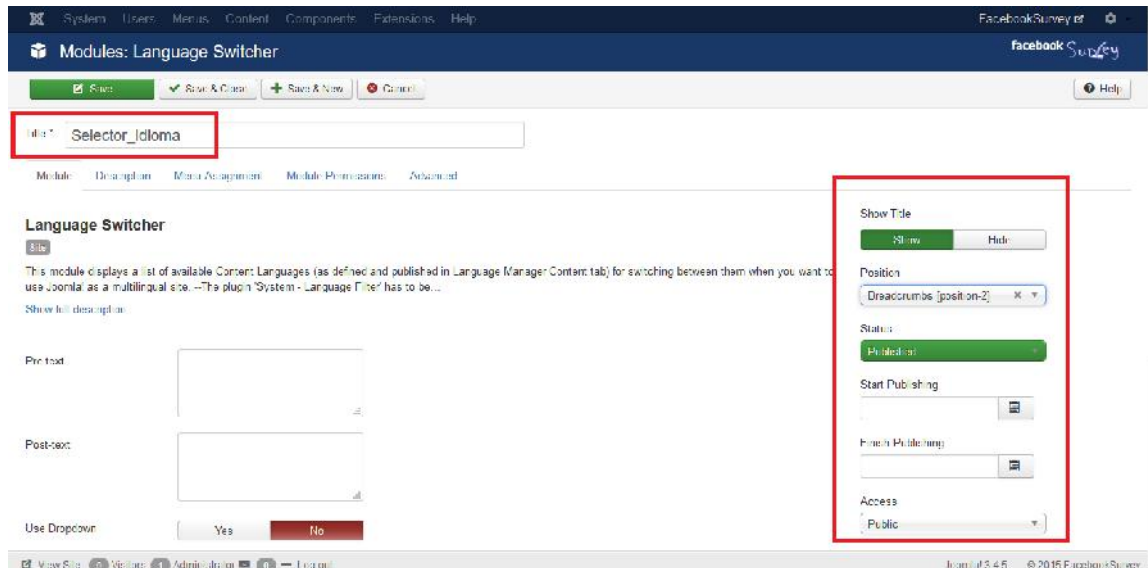 System Users Menus Content Components Extensions Help FacebookSurvey
Modules: Language Switcher facebook Survey
Save Save & Close Save & New Cancel Help
Title * Selector_Idioma
Module Description Menu Assignment Module Permissions Advanced
Show Title
Language Switcher
Show Hide
Site
This module displays a list of available Content Languages (as defined and published in Language Manager Content tab) for switching between them when you want to
Position
use Joomla! as a multilingual site. --The plugin 'System - Language Filter' has to be...
Breadcrumbs [position-2]
Show full description
Status
Published
Pre-text
Start Publishing
Post-text
Finish Publishing
Access
Use Dropdown Yes No
Public
View Site 0 Visitors 1 Administrator 0 Log out Joomla! 3.4.5 © 2015 FacebookSurvey